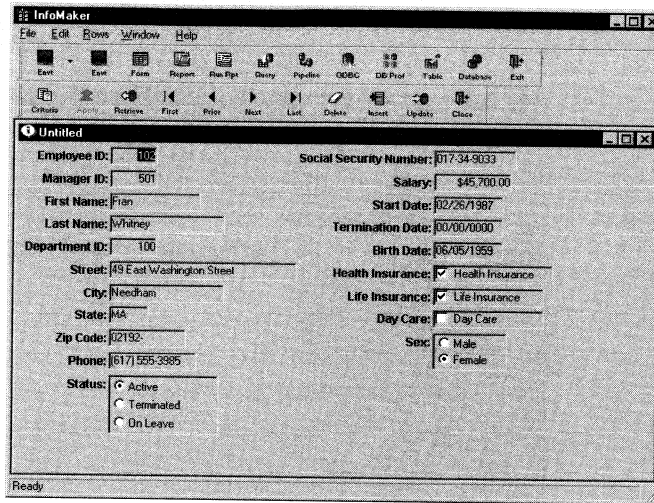 InfoMaker
File Edit Rows Window Help
Envt Envt Form Report Run Rpt Query Pipeline ODBC DB Prof Table Database Exit
Criteria Apply Retrieve First Prior Next Last Delete Insert Update Close
Untitled
Employee ID: 102
Manager ID: 501
First Name: Fran
Last Name: Whitney
Department ID: 100
Street: 49 East Washington Street
City: Needham
State: MA
Zip Code: 02192-
Phone: (617) 555-3985
Status: Active
Terminated
On Leave
Social Security Number: 017-34-9033
Salary: $45,700.00
Start Date: 02/26/1987
Termination Date: 00/00/0000
Birth Date: 06/05/1959
Health Insurance: Health Insurance
Life Insurance: Life Insurance
Day Care: Day Care
Sex: Male
Female
Ready